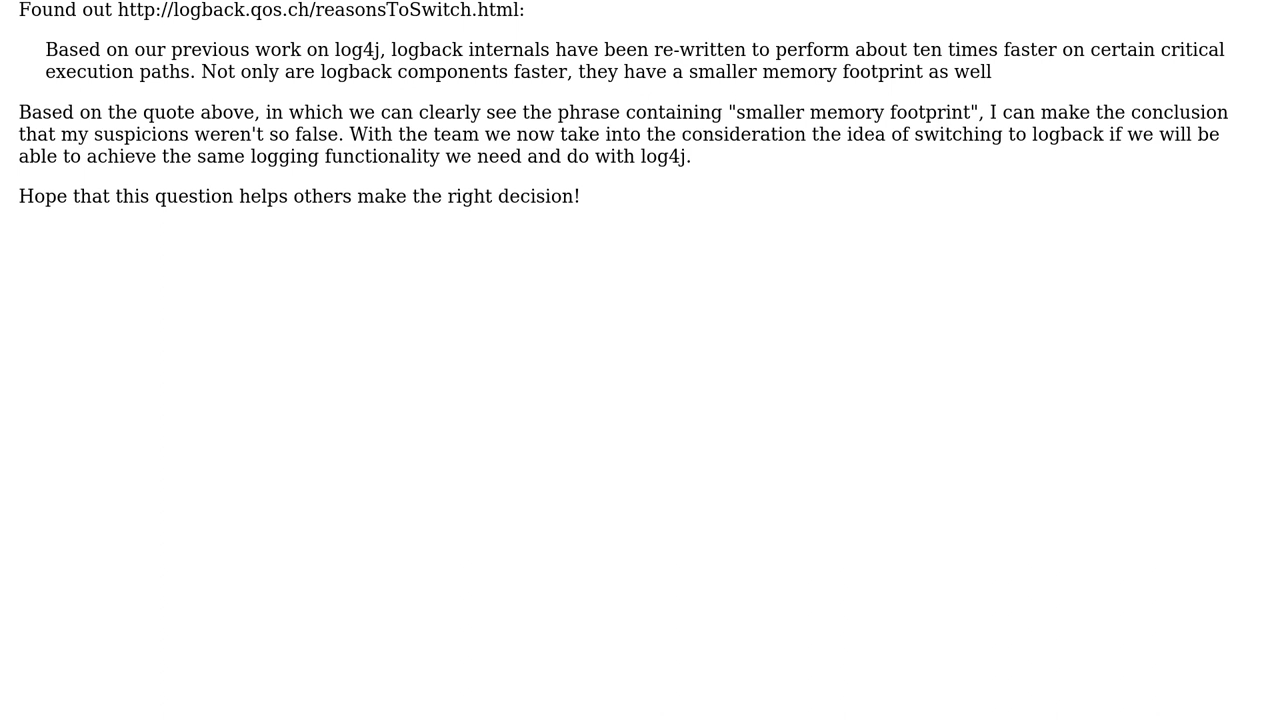 Found out http://logback.qos.ch/reasonsToSwitch.html:
Based on our previous work on log4j, logback internals have been re-written to perform about ten times faster on certain critical
execution paths. Not only are logback components faster, they have a smaller memory footprint as well
Based on the quote above, in which we can clearly see the phrase containing "smaller memory footprint", I can make the conclusion
that my suspicions weren't so false. With the team we now take into the consideration the idea of switching to logback if we will be
able to achieve the same logging functionality we need and do with log4j.
Hope that this question helps others make the right decision!